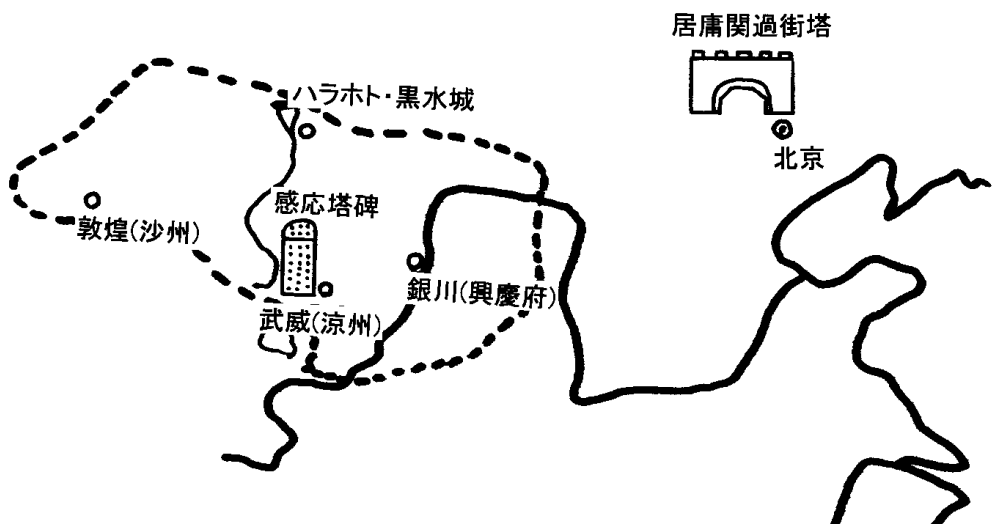 居庸関過街塔
ハラホト・黒水城
北京
感応塔碑
敦煌(沙州)
銀川(興慶府)
武威(涼州)